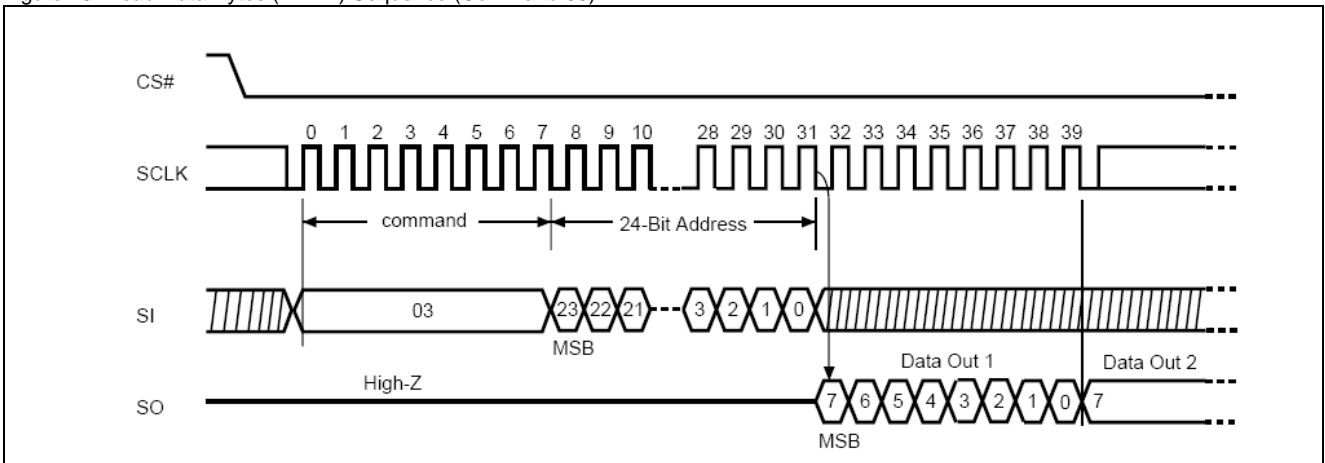 CS#
0 1 2 3 4 5 6 7 8 9 10 28 29 30 31 32 33 34 35 36 37 38 39
SCLK
command 24-Bit Address
SI 03 23 22 21 3 2 1 0
MSB
Data Out 1 Data Out 2
High-Z
SO 7 6 5 4 3 2 1 0 7
MSB